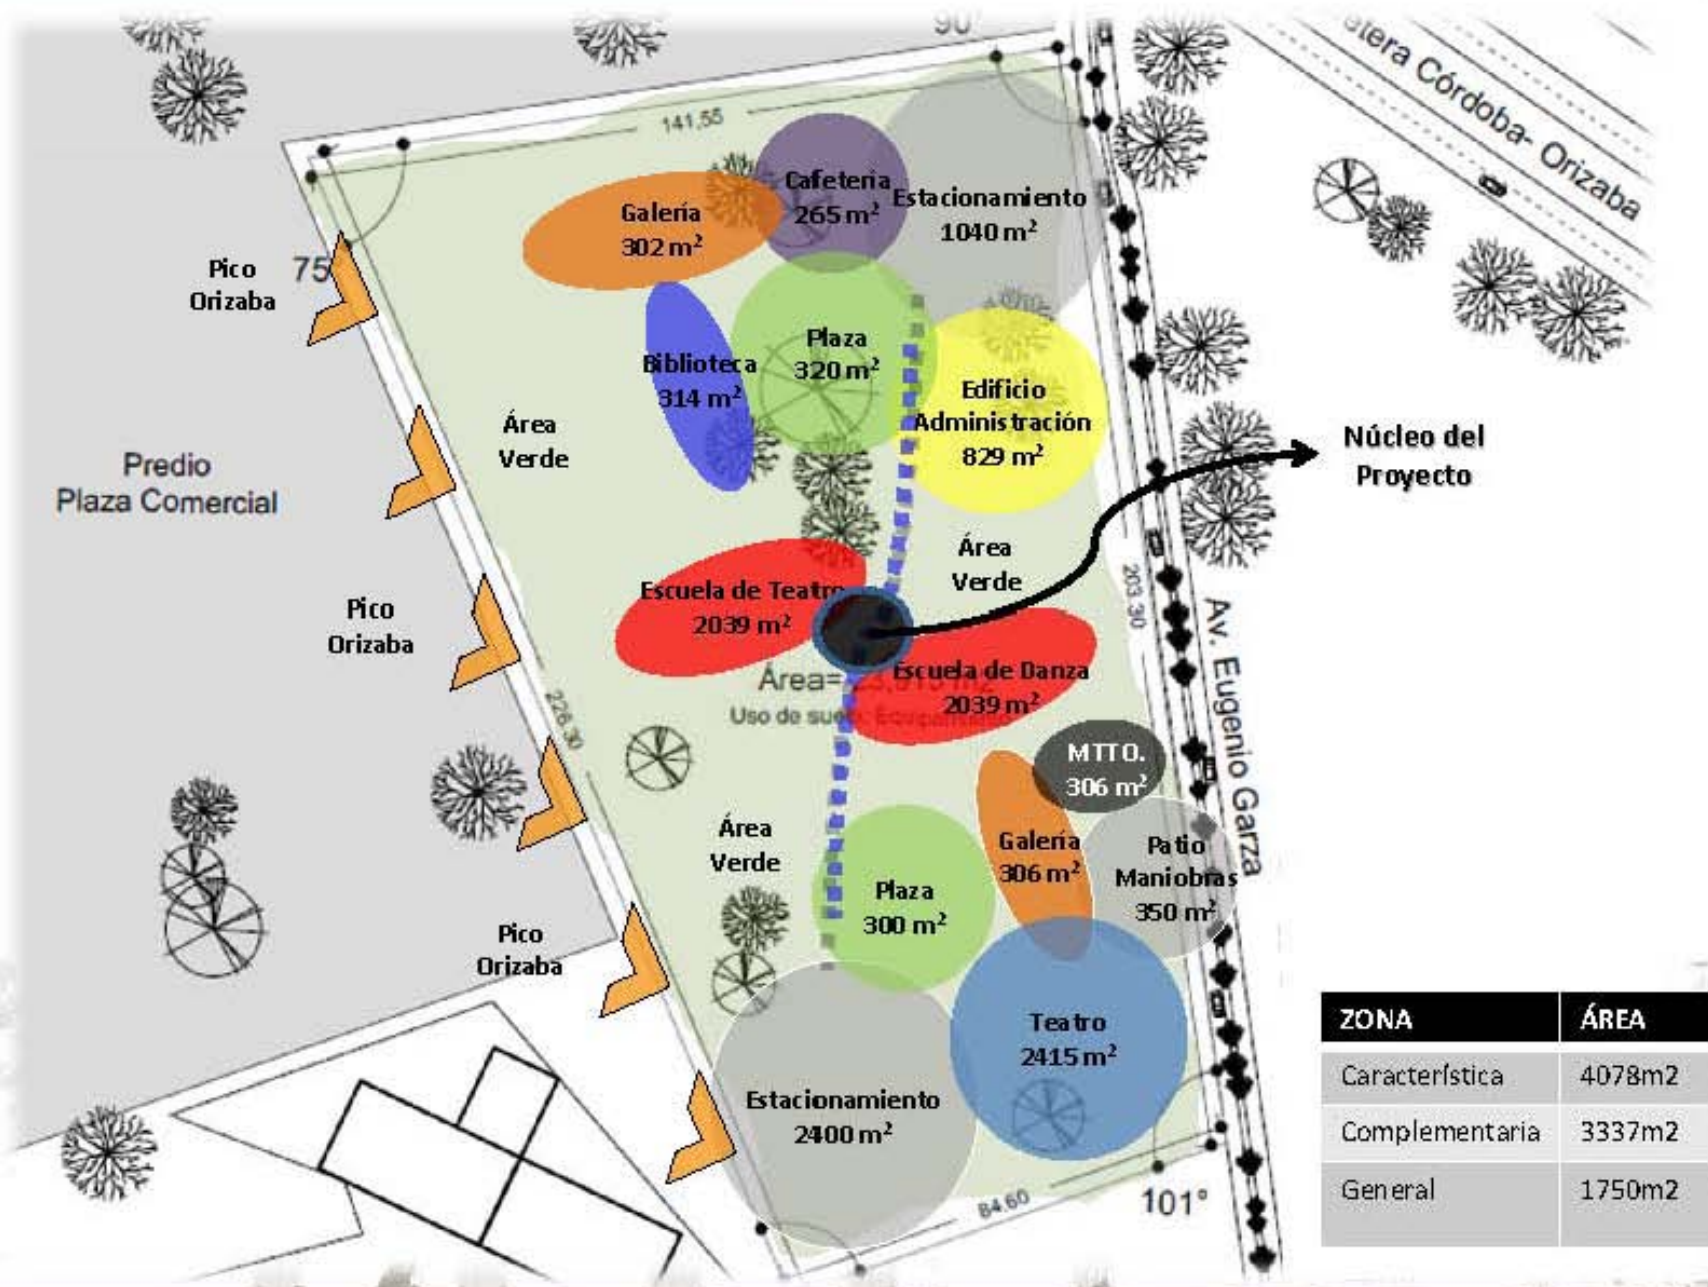 90°
etera Córdoba- Orizaba
141,55
Cafetería
265 m²
Estacionamiento
1040 m²
Galería
302 m²
Pico
Orizaba
75
Plaza
320 m²
Biblioteca
314 m²
Edificio
Administración
829 m²
Área
Verde
Núcleo del
Proyecto
Predio
Plaza Comercial
Área
Verde
Escuela de Teatro
2039 m²
203.30
Av. Eugenio Garza
Pico
Orizaba
Escuela de Danza
2039 m²
Área=
Uso de suelo: Equipamiento
226.30
MTTO.
306 m²
Área
Verde
Galería
306 m²
Patio
Maniobras
350 m²
Plaza
300 m²
Pico
Orizaba
Teatro
2415 m²
Estacionamiento
2400 m²
84.60
101°
ZONA ÁREA
Característica 4078m2
Complementaria 3337m2
General 1750m2